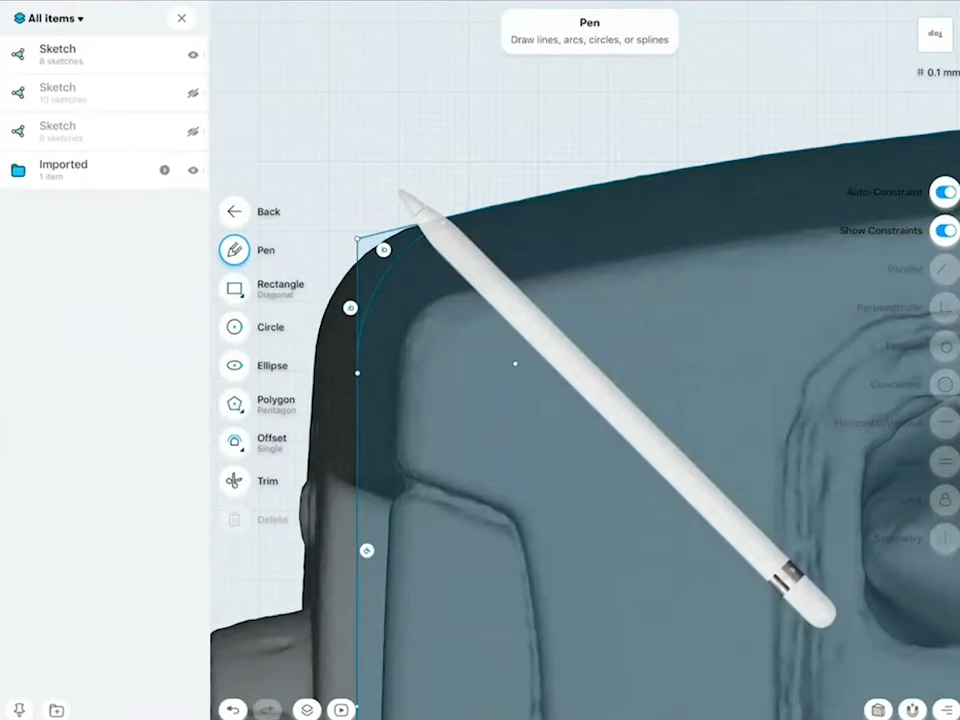 All items
Sketch
8 sketches
Sketch
10 sketches
Sketch
6 sketches
Imported
1 item
Pen
Draw lines, arcs, circles, or splines
Top
# 0.1 mm
Back
Pen
Rectangle
Diagonal
Circle
Ellipse
Polygon
Pentagon
Offset
Single
Trim
Delete
Auto-Constraint
Show Constraints
Parallel
Perpendicular
Tangent
Concentric
Horizontal/Vertical
Lock
Symmetry